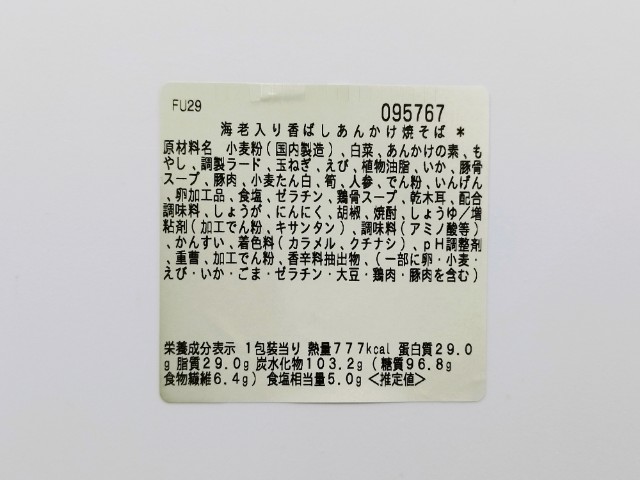 FU29
095767
海老入り香ばしあんかけ焼そば*
原材料名 小麦粉(国内製造)、白菜、あんかけの素、も
やし、調製ラード、玉ねぎ、えび、植物油脂、いか、豚骨
スープ、豚肉、小麦たん白、筍、人参、でん粉、いんげん
、卵加工品、食塩、ゼラチン、鶏骨スープ、乾木耳、配合
調味料、しょうが、にんにく、胡椒、焼酎、しょうゆ/増
粘剤(加工でん粉、キサンタン)、調味料(アミノ酸等)
、かんすい、着色料(カラメル、クチナシ)、pH調整剤
、重曹、加工でん粉、香辛料抽出物、(一部に卵・小麦・
えび・いか・ごま・ゼラチン・大豆・鶏肉・豚肉を含む)
栄養成分表示 1包装当り 熱量777kcal 蛋白質29.0
g 脂質29.0g 炭水化物103.2g(糖質96.8g
食物繊維6.4g) 食塩相当量5.0g<推定値>